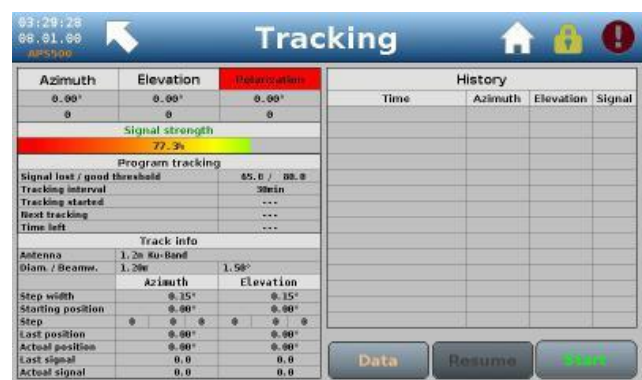 03:29:28
08.01.00
APS500
Tracking
Azimuth Elevation Polarization
0.00° 0.00° 0.00°
0 0 0
Signal strength
77.3%
Program tracking
Signal lost / good threshold 65.0 / 80.0
Tracking interval 30min
Tracking started ---
Next tracking ---
Time left ---
Track info
Antenna 1.2m Ku-Band
Diam. / Beamw. 1.20m 1.50°
Azimuth Elevation
Step width 0.15° 0.15°
Starting position 0.00° 0.00°
Step 0 0 0 0 0 0
Last position 0.00° 0.00°
Actual position 0.00° 0.00°
Last signal 0.0 0.0
Actual signal 0.0 0.0
History
Time Azimuth Elevation Signal
Data Resume Start